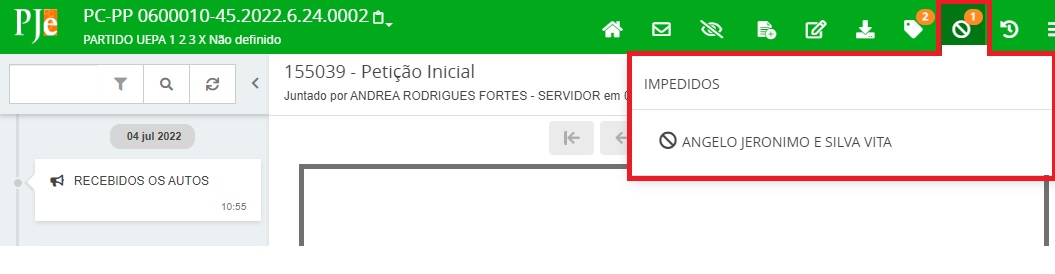 PJe
PC-PP 0600010-45.2022.6.24.0002
PARTIDO UEPA 1 2 3 X Não definido
2
1
155039 - Petição Inicial
Juntado por ANDREA RODRIGUES FORTES - SERVIDOR em
IMPEDIDOS
ANGELO JERONIMO E SILVA VITA
04 jul 2022
RECEBIDOS OS AUTOS
10:55